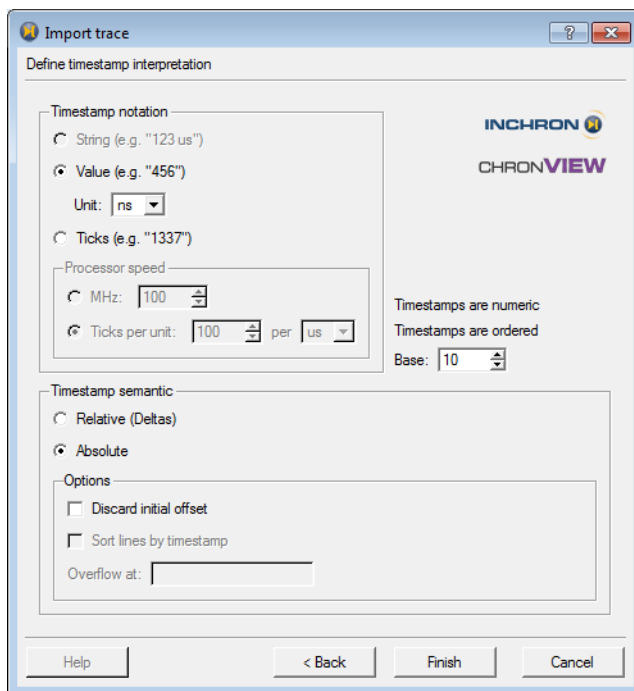 Import trace
Define timestamp interpretation
Timestamp notation
String (e.g. "123 us")
Value (e.g. "456")
Unit: ns
Ticks (e.g. "1337")
Processor speed
MHz: 100
Ticks per unit: 100 per us
INCHRON
CHRONVIEW
Timestamps are numeric
Timestamps are ordered
Base: 10
Timestamp semantic
Relative (Deltas)
Absolute
Options
Discard initial offset
Sort lines by timestamp
Overflow at:
Help < Back Finish Cancel